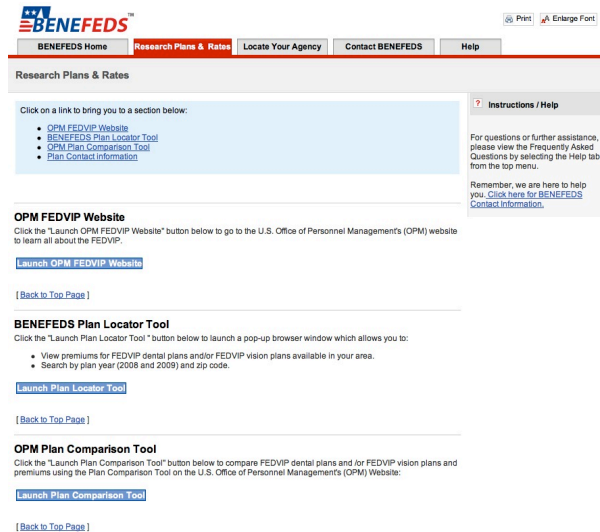 BENEFEDS™
Print
Enlarge Font
BENEFEDS Home
Research Plans & Rates
Locate Your Agency
Contact BENEFEDS
Help
Research Plans & Rates
Click on a link to bring you to a section below:
OPM FEDVIP Website
BENEFEDS Plan Locator Tool
OPM Plan Comparison Tool
Plan Contact information
? Instructions / Help
For questions or further assistance,
please view the Frequently Asked
Questions by selecting the Help tab
from the top menu.
Remember, we are here to help
you. Click here for BENEFEDS
Contact Information.
OPM FEDVIP Website
Click the "Launch OPM FEDVIP Website" button below to go to the U.S. Office of Personnel Management's (OPM) website
to learn all about the FEDVIP.
Launch OPM FEDVIP Website
[ Back to Top Page ]
BENEFEDS Plan Locator Tool
Click the "Launch Plan Locator Tool " button below to launch a pop-up browser window which allows you to:
View premiums for FEDVIP dental plans and/or FEDVIP vision plans available in your area.
Search by plan year (2008 and 2009) and zip code.
Launch Plan Locator Tool
[ Back to Top Page ]
OPM Plan Comparison Tool
Click the "Launch Plan Comparison Tool" button below to compare FEDVIP dental plans and /or FEDVIP vision plans and
premiums using the Plan Comparison Tool on the U.S. Office of Personnel Management's (OPM) Website:
Launch Plan Comparison Tool
[ Back to Top Page ]